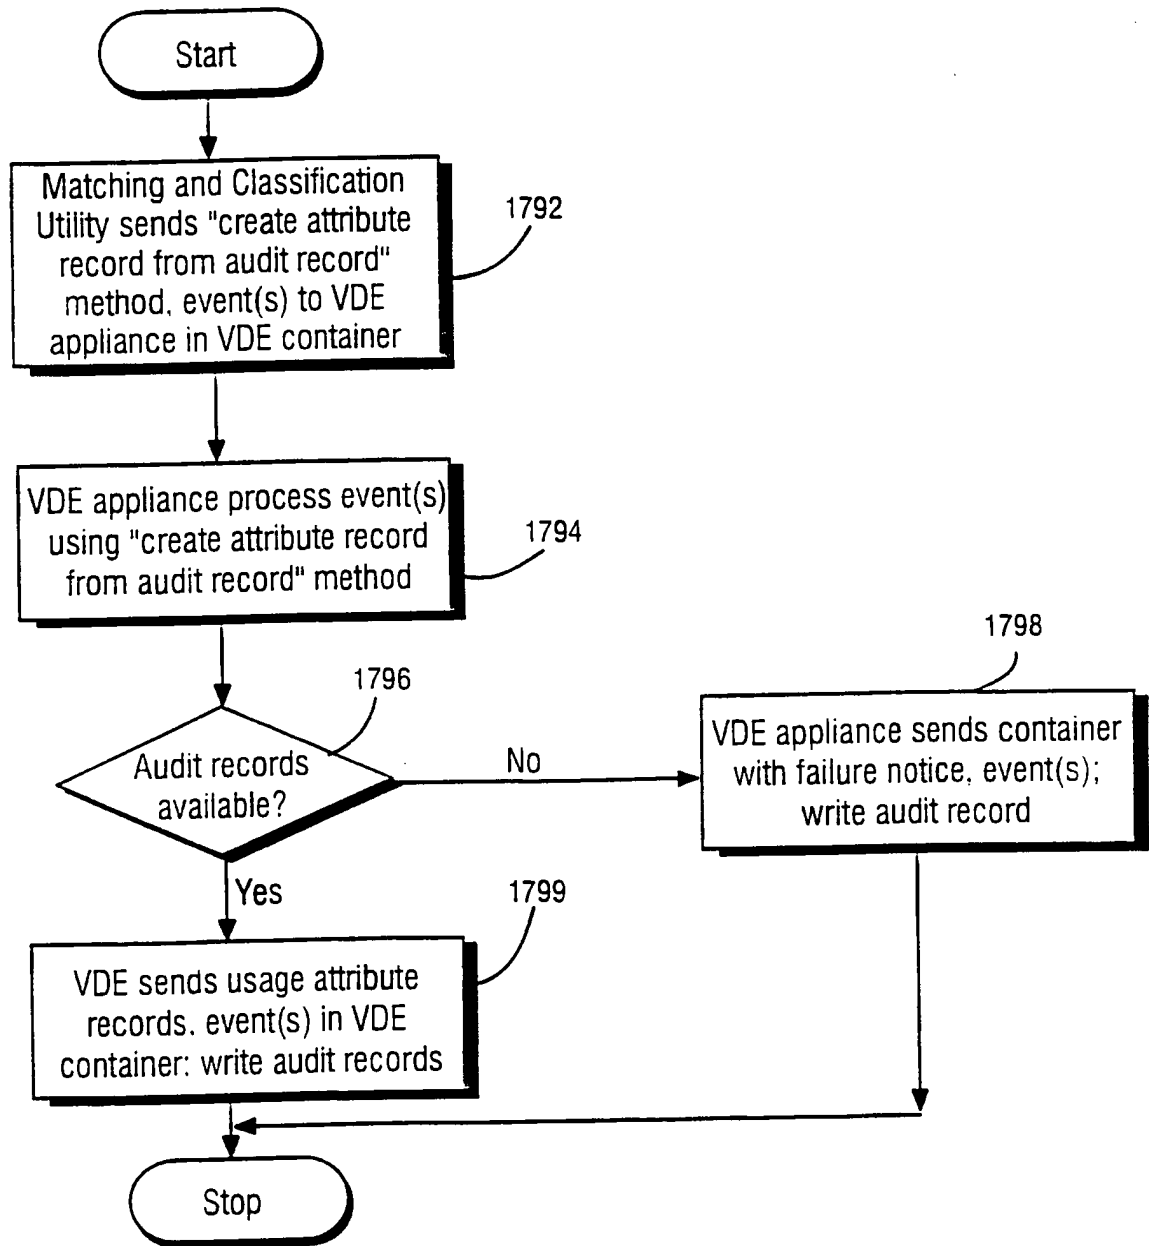 Start
Matching and Classification
Utility sends "create attribute
record from audit record"
method, event(s) to VDE
appliance in VDE container
1792
VDE appliance process event(s)
using "create attribute record
from audit record" method
1794
1796
Audit records
available?
No
1798
VDE appliance sends container
with failure notice, event(s);
write audit record
Yes
1799
VDE sends usage attribute
records, event(s) in VDE
container: write audit records
Stop